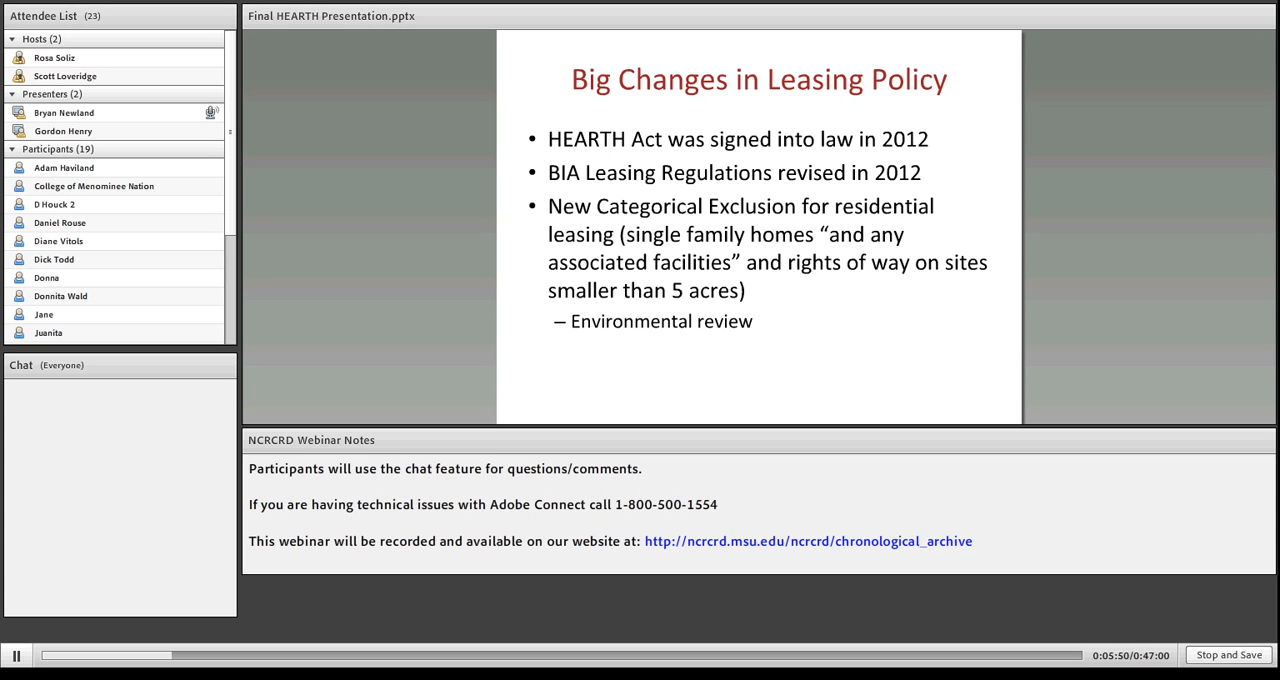 Attendee List (23)
Hosts (2)
Rosa Soliz
Scott Loveridge
Presenters (2)
Bryan Newland
Gordon Henry
Participants (19)
Adam Haviland
College of Menominee Nation
D Houck 2
Daniel Rouse
Diane Vitols
Dick Todd
Donna
Donnita Wald
Jane
Juanita
Chat (Everyone)
Final HEARTH Presentation.pptx
Big Changes in Leasing Policy
• HEARTH Act was signed into law in 2012
• BIA Leasing Regulations revised in 2012
• New Categorical Exclusion for residential
leasing (single family homes “and any
associated facilities” and rights of way on sites
smaller than 5 acres)
– Environmental review
NCRCRD Webinar Notes
Participants will use the chat feature for questions/comments.
If you are having technical issues with Adobe Connect call 1-800-500-1554
This webinar will be recorded and available on our website at: http://ncrcrd.msu.edu/ncrcrd/chronological_archive
0:05:50/0:47:00
Stop and Save